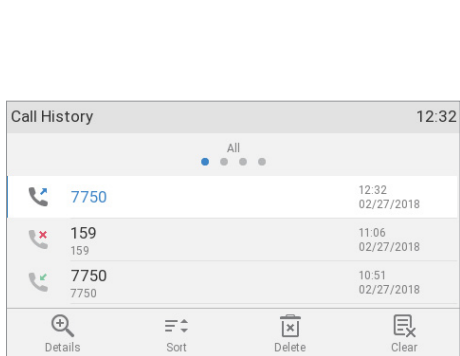 Call History 12:32
All
7750 12:32
02/27/2018
159 11:06
159 02/27/2018
7750 10:51
7750 02/27/2018
Details Sort Delete Clear